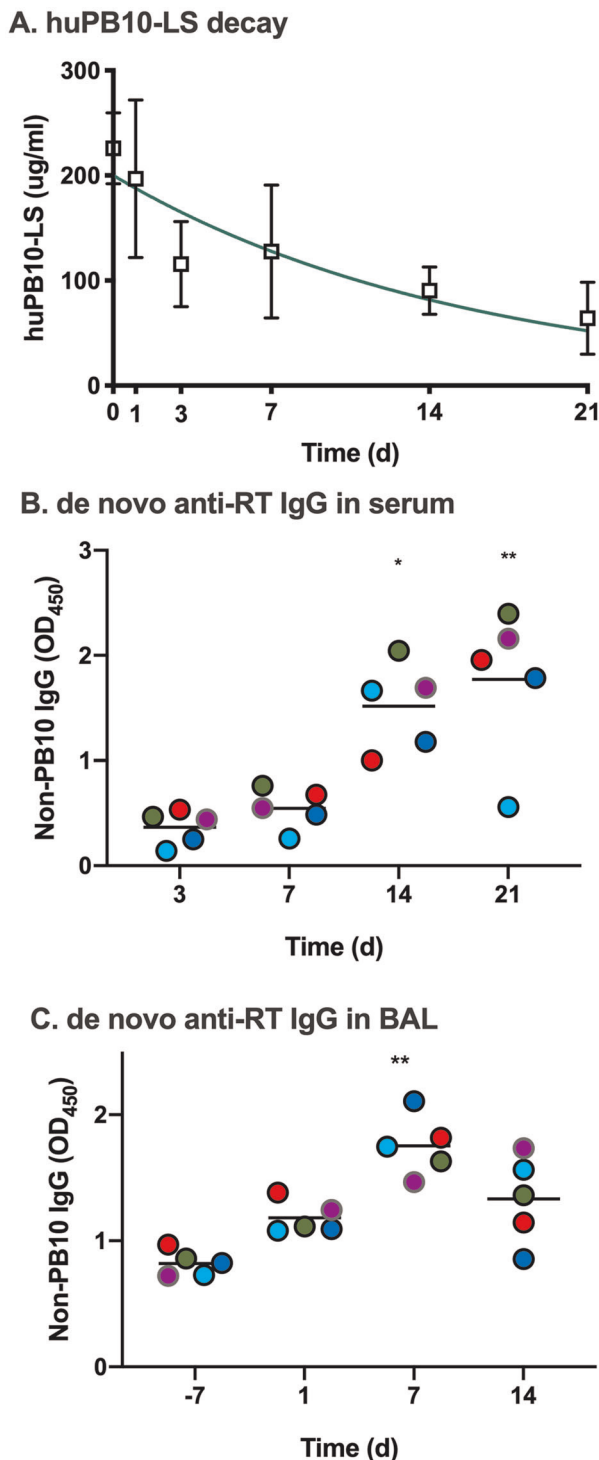 A. huPB10-LS decay
300
200
100
0
huPB10-LS (ug/ml)
0 1 3 7 14 21
Time (d)
B. de novo anti-RT IgG in serum
3
2
1
0
Non-PB10 IgG (OD450)
* **
3 7 14 21
Time (d)
C. de novo anti-RT IgG in BAL
2
1
0
Non-PB10 IgG (OD450)
**
-7 1 7 14
Time (d)